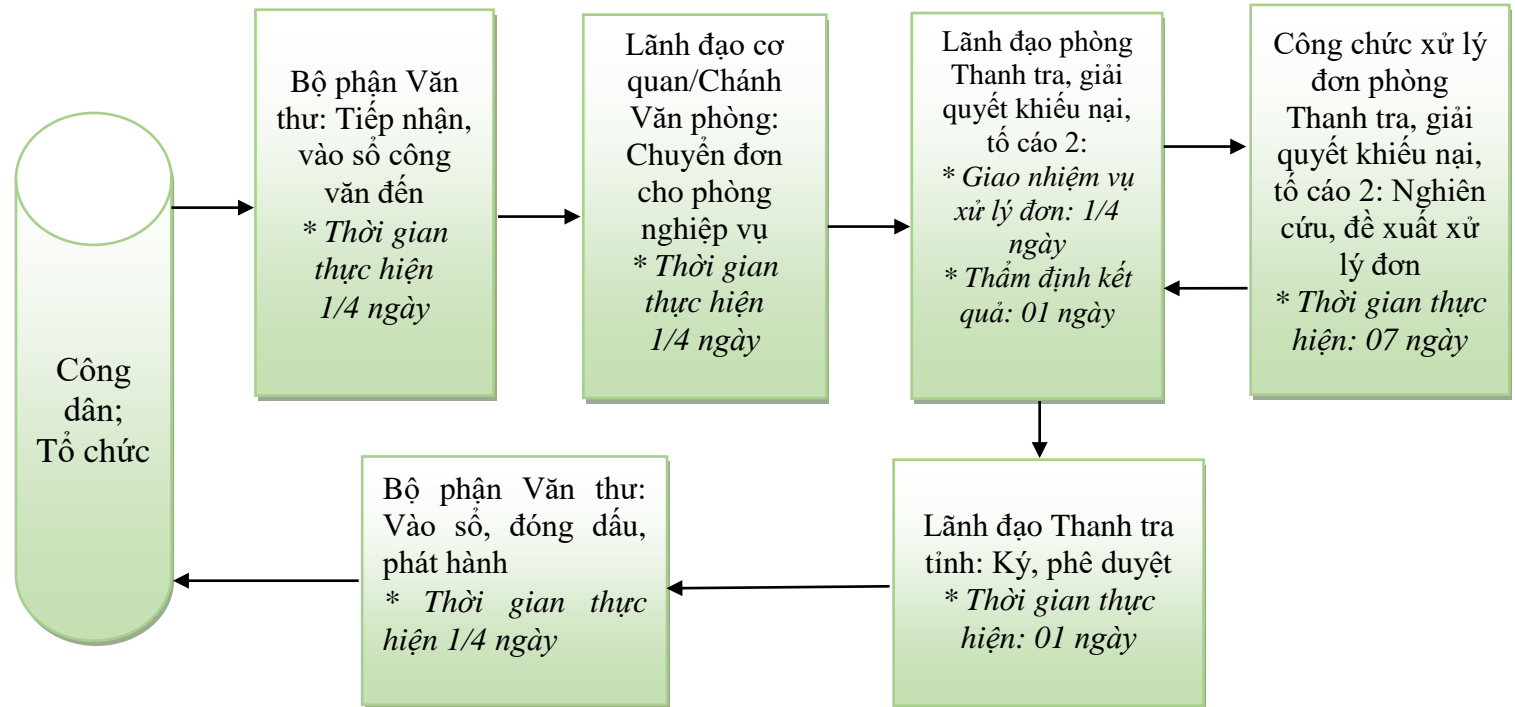 Công
dân;
Tổ chức
Bộ phận Văn
thư: Tiếp nhận,
vào sổ công
văn đến
* Thời gian
thực hiện
1/4 ngày
Lãnh đạo cơ
quan/Chánh
Văn phòng:
Chuyển đơn
cho phòng
nghiệp vụ
* Thời gian
thực hiện
1/4 ngày
Lãnh đạo phòng
Thanh tra, giải
quyết khiếu nại,
tố cáo 2:
* Giao nhiệm vụ
xử lý đơn: 1/4
ngày
* Thẩm định kết
quả: 01 ngày
Công chức xử lý
đơn phòng
Thanh tra, giải
quyết khiếu nại,
tố cáo 2: Nghiên
cứu, đề xuất xử
lý đơn
* Thời gian thực
hiện: 07 ngày
Lãnh đạo Thanh tra
tỉnh: Ký, phê duyệt
* Thời gian thực
hiện: 01 ngày
Bộ phận Văn thư:
Vào sổ, đóng dấu,
phát hành
* Thời gian thực
hiện 1/4 ngày